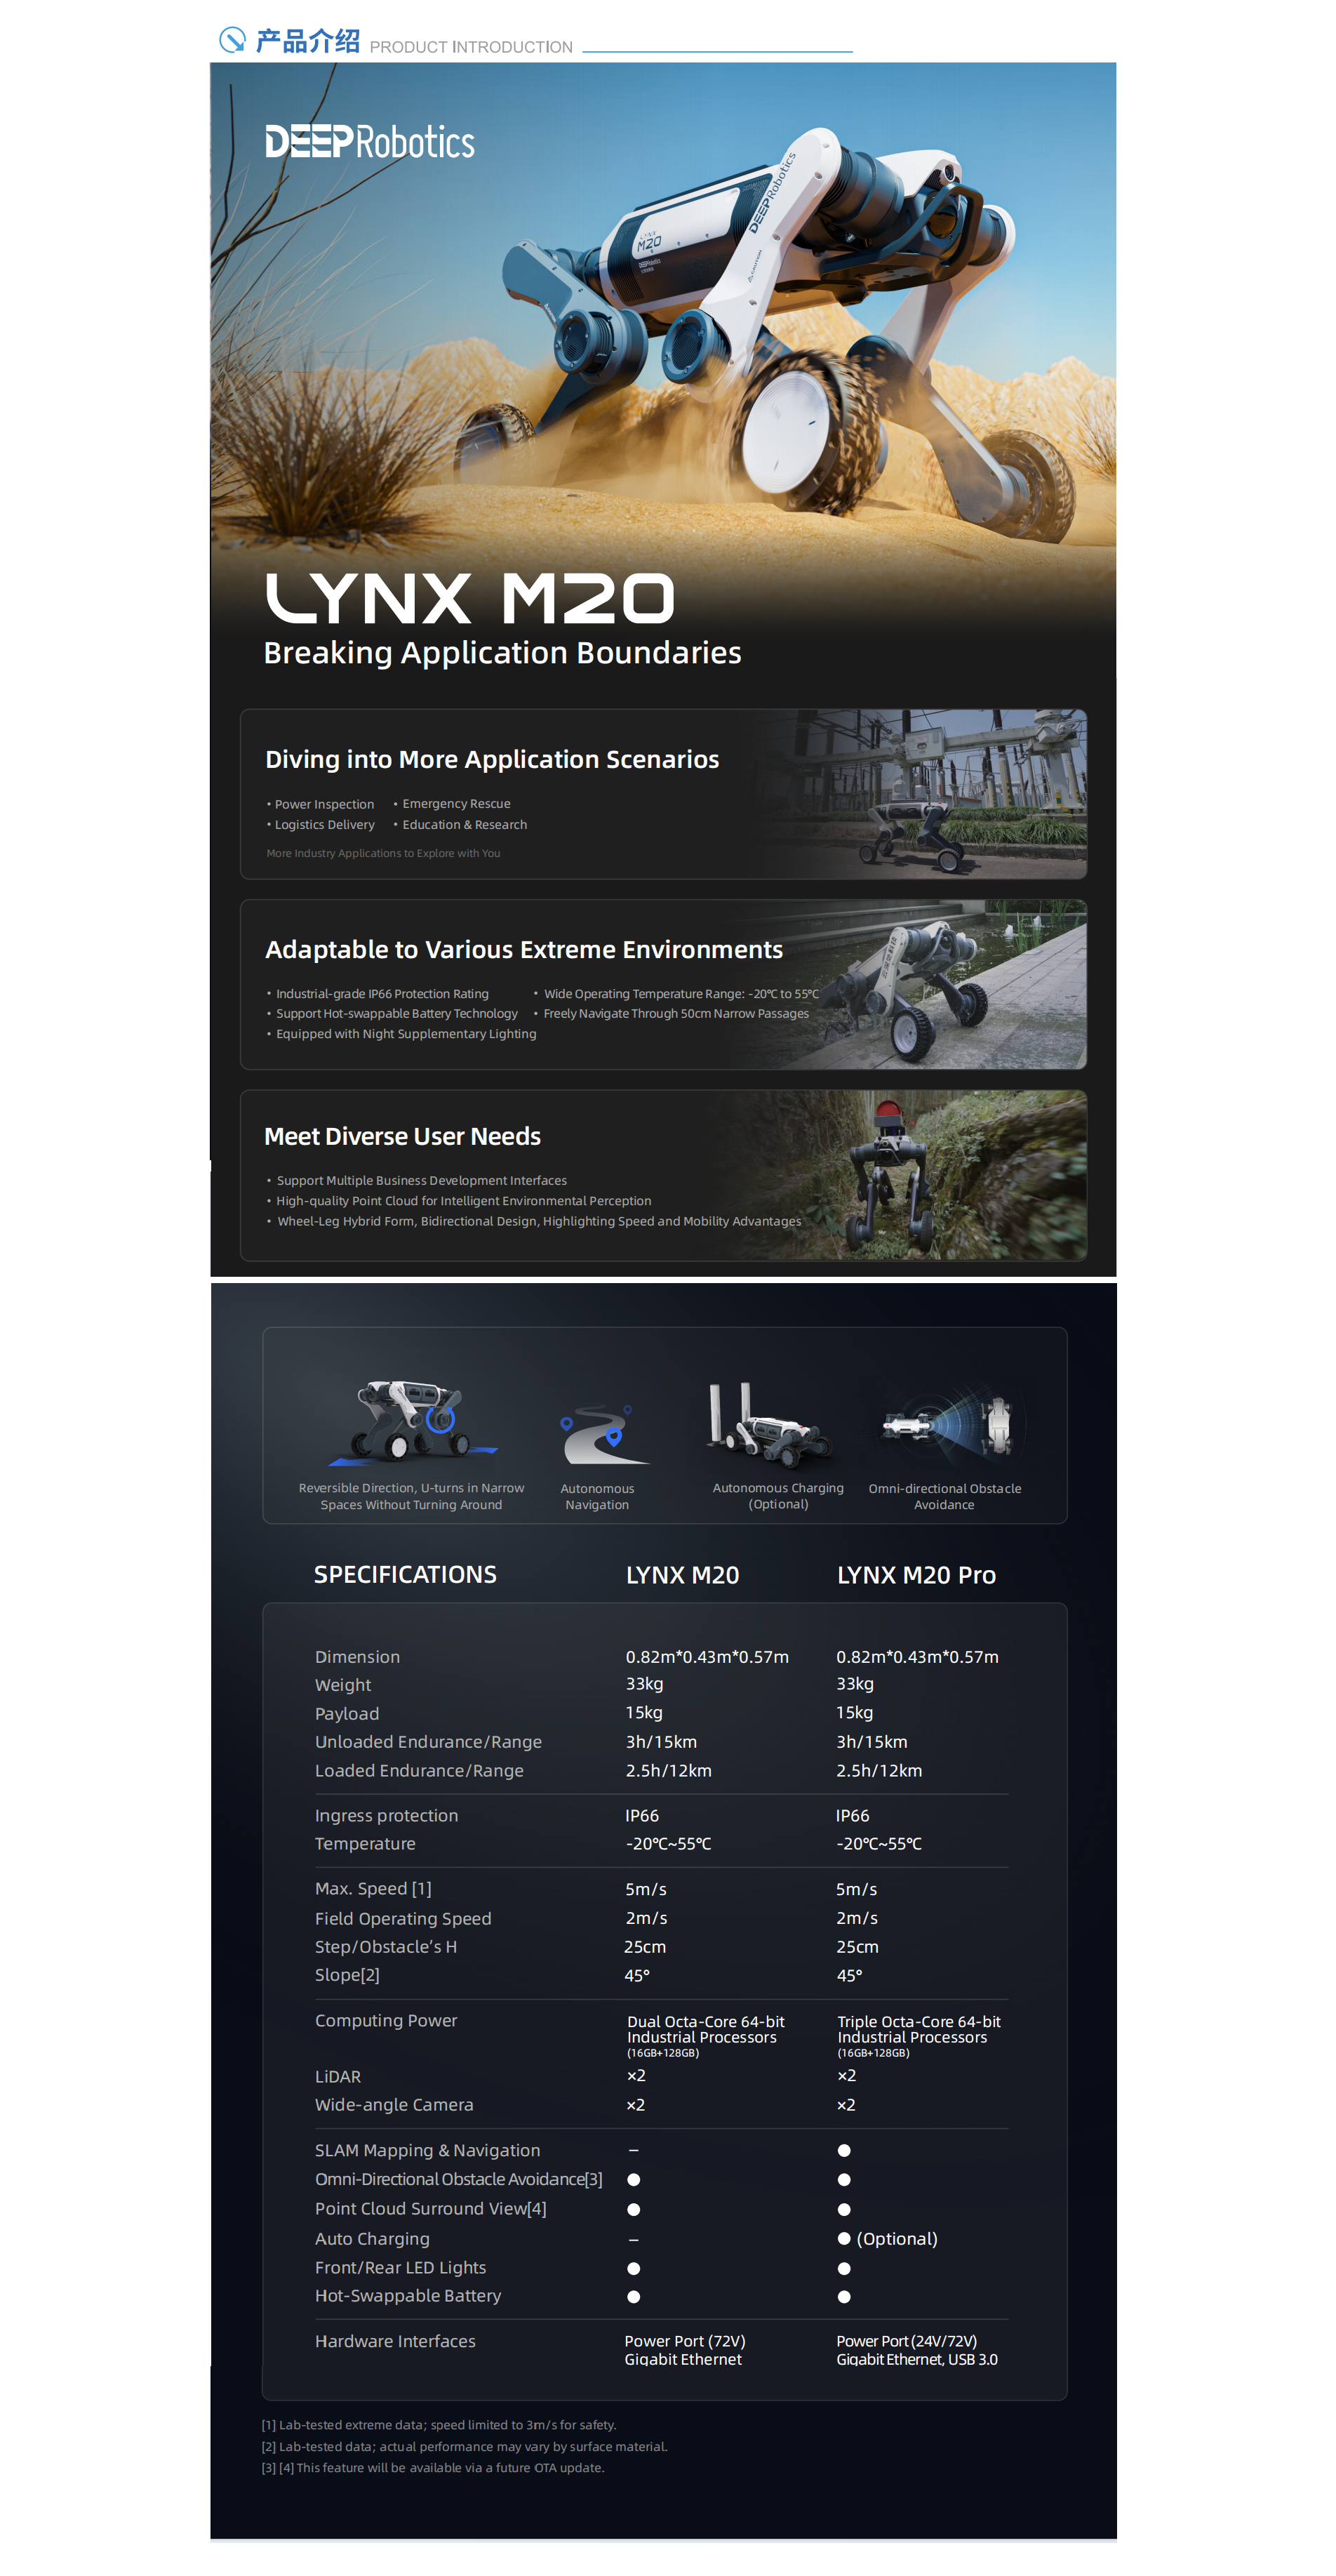 产品介绍 PRODUCT INTRODUCTION
DEEPRobotics
DEEPRobotics
LYNX
M20
DEEPRobotics
CAUTION
LYNX M20
Breaking Application Boundaries
Diving into More Application Scenarios
• Power Inspection • Emergency Rescue
• Logistics Delivery • Education & Research
More Industry Applications to Explore with You
Adaptable to Various Extreme Environments
• Industrial-grade IP66 Protection Rating • Wide Operating Temperature Range: -20℃ to 55℃
• Support Hot-swappable Battery Technology • Freely Navigate Through 50cm Narrow Passages
• Equipped with Night Supplementary Lighting
Meet Diverse User Needs
• Support Multiple Business Development Interfaces
• High-quality Point Cloud for Intelligent Environmental Perception
• Wheel-Leg Hybrid Form, Bidirectional Design, Highlighting Speed and Mobility Advantages
Reversible Direction, U-turns in Narrow
Spaces Without Turning Around
Autonomous
Navigation
Autonomous Charging
(Optional)
Omni-directional Obstacle
Avoidance
SPECIFICATIONS LYNX M20 LYNX M20 Pro
Dimension 0.82m*0.43m*0.57m 0.82m*0.43m*0.57m
Weight 33kg 33kg
Payload 15kg 15kg
Unloaded Endurance/Range 3h/15km 3h/15km
Loaded Endurance/Range 2.5h/12km 2.5h/12km
Ingress protection IP66 IP66
Temperature -20℃~55℃ -20℃~55℃
Max. Speed [1] 5m/s 5m/s
Field Operating Speed 2m/s 2m/s
Step/Obstacle’s H 25cm 25cm
Slope[2] 45° 45°
Computing Power Dual Octa-Core 64-bit Triple Octa-Core 64-bit
Industrial Processors Industrial Processors
(16GB+128GB) (16GB+128GB)
LiDAR ×2 ×2
Wide-angle Camera ×2 ×2
SLAM Mapping & Navigation – ●
Omni-Directional Obstacle Avoidance[3] ● ●
Point Cloud Surround View[4] ● ●
Auto Charging – ● (Optional)
Front/Rear LED Lights ● ●
Hot-Swappable Battery ● ●
Hardware Interfaces Power Port (72V) Power Port (24V/72V)
Gigabit Ethernet Gigabit Ethernet, USB 3.0
[1] Lab-tested extreme data; speed limited to 3m/s for safety.
[2] Lab-tested data; actual performance may vary by surface material.
[3] [4] This feature will be available via a future OTA update.